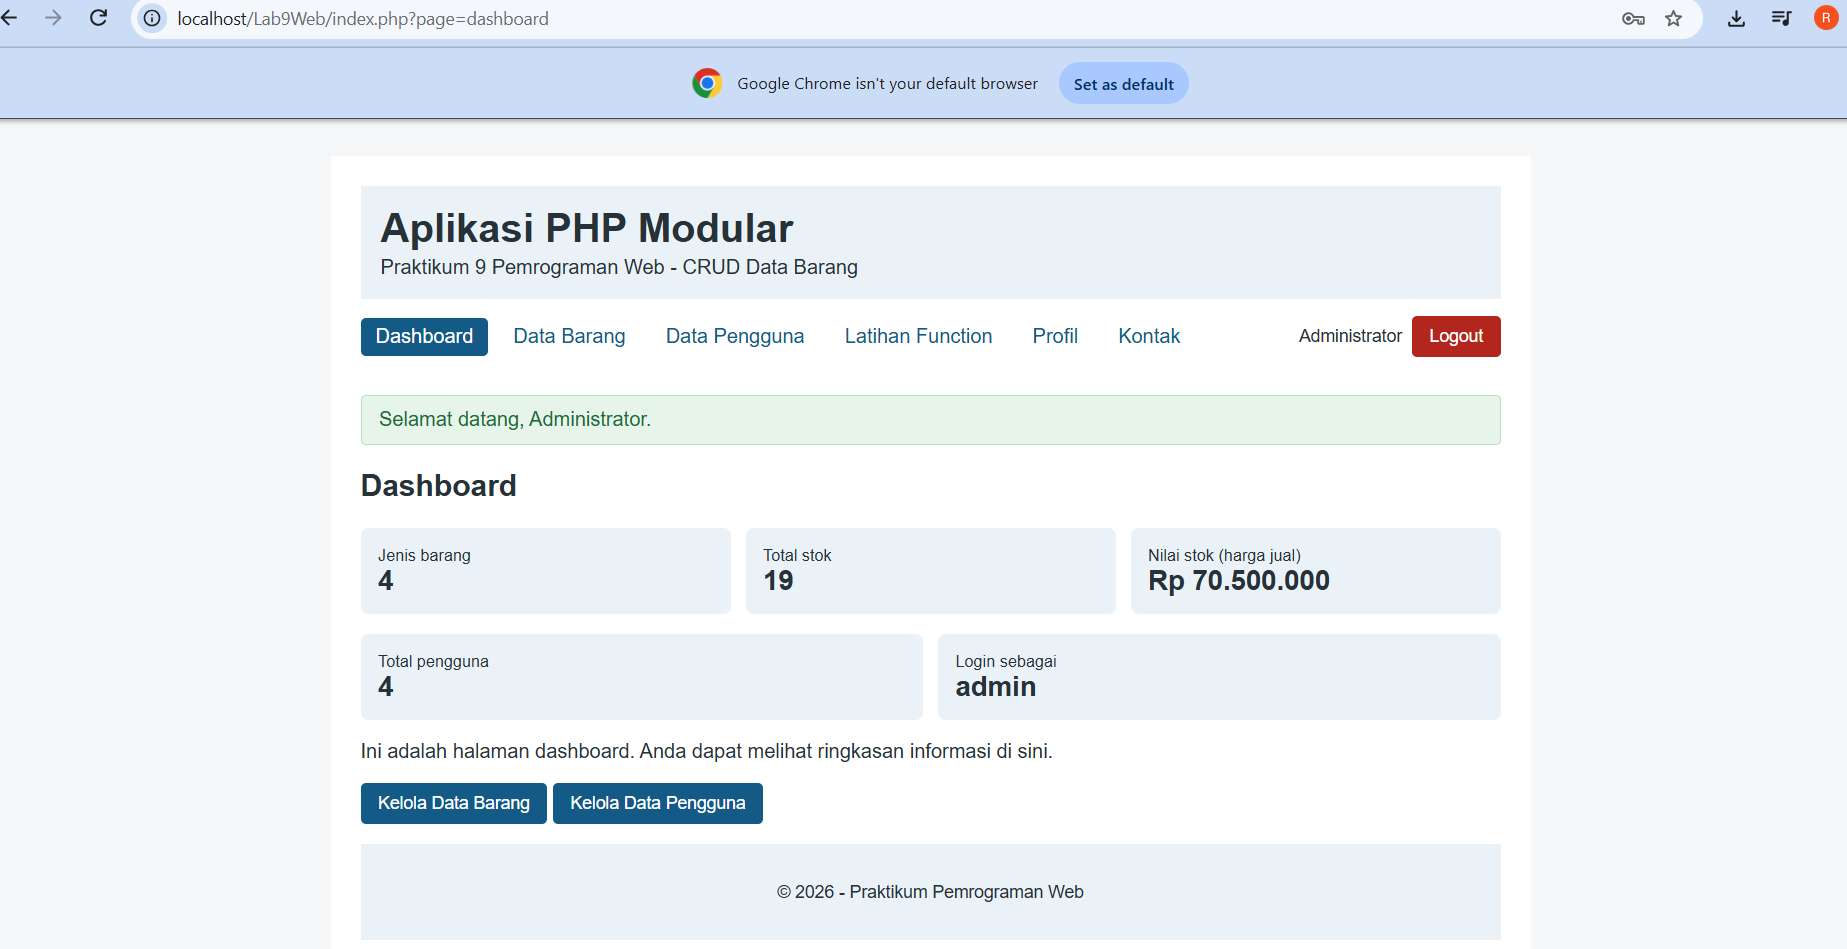 localhost/Lab9Web/index.php?page=dashboard
R
Google Chrome isn't your default browser
Set as default
Aplikasi PHP Modular
Praktikum 9 Pemrograman Web - CRUD Data Barang
Dashboard Data Barang Data Pengguna Latihan Function Profil Kontak Administrator Logout
Selamat datang, Administrator.
Dashboard
Jenis barang
4
Total stok
19
Nilai stok (harga jual)
Rp 70.500.000
Total pengguna
4
Login sebagai
admin
Ini adalah halaman dashboard. Anda dapat melihat ringkasan informasi di sini.
Kelola Data Barang Kelola Data Pengguna
© 2026 - Praktikum Pemrograman Web